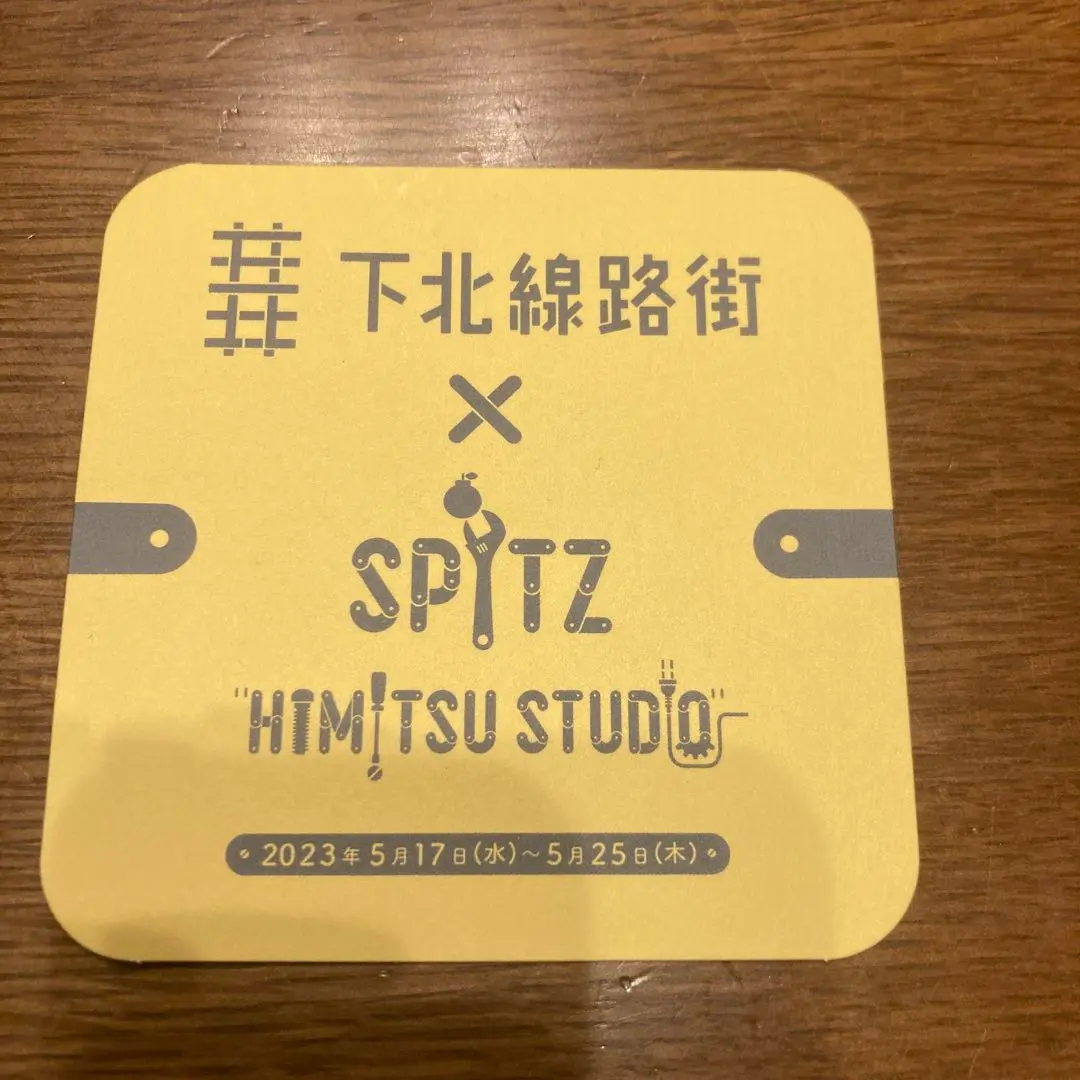 下北線路街
×
SPITZ
"HIMITSU STUDIO"
2023年5月17日(水)~5月25日(木)